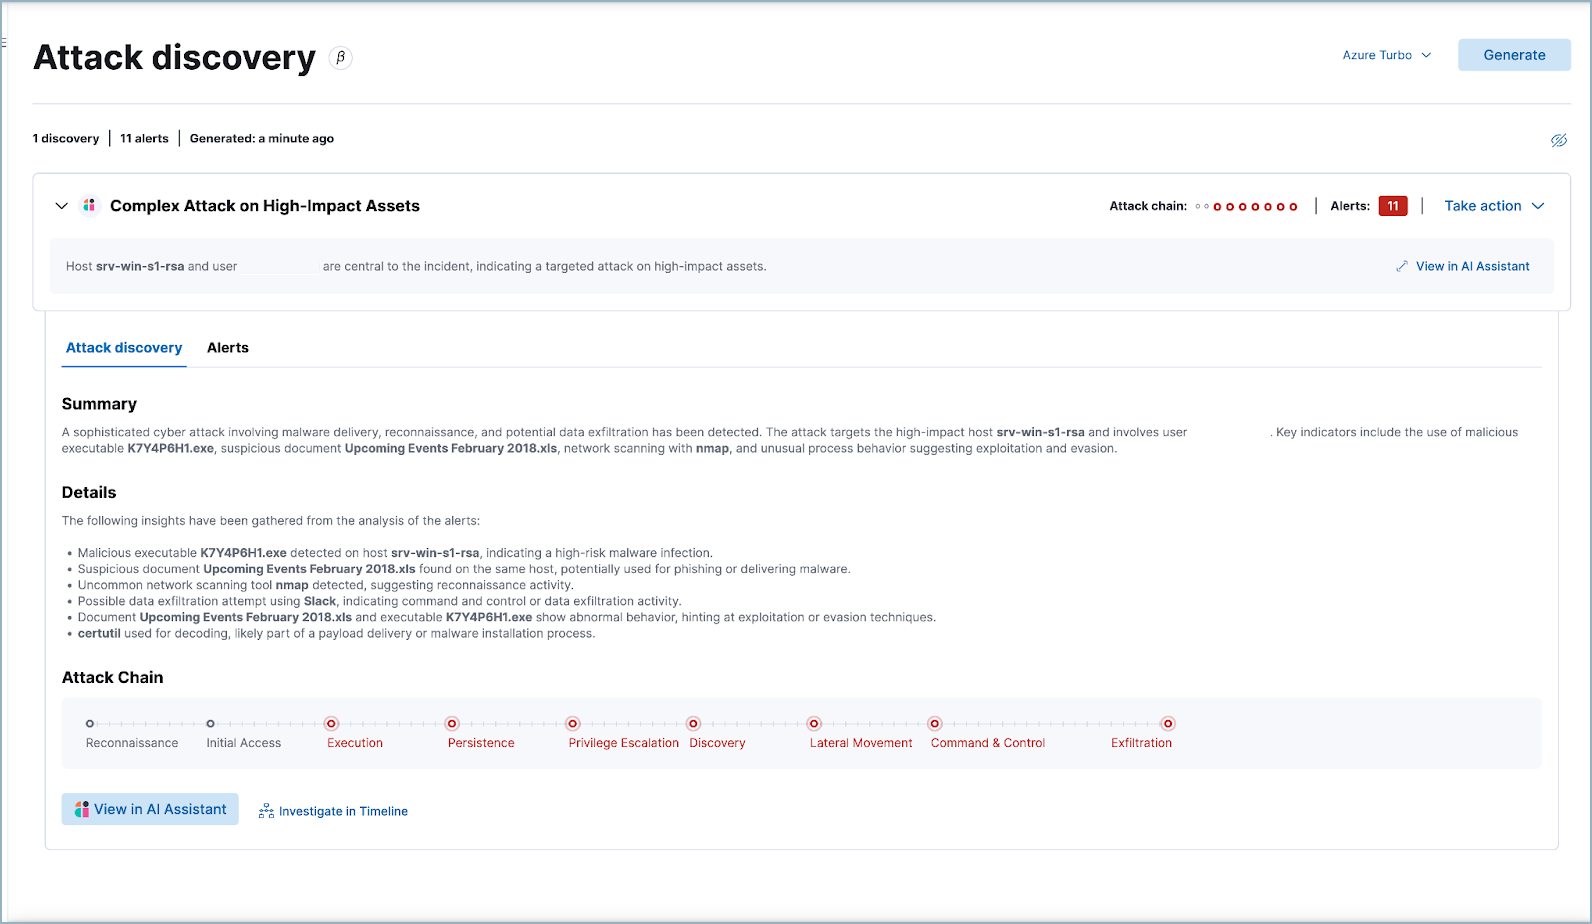 Attack discovery β
Azure Turbo
Generate
1 discovery | 11 alerts | Generated: a minute ago
Complex Attack on High-Impact Assets
Attack chain:
Alerts: 11
Take action
Host srv-win-s1-rsa and user are central to the incident, indicating a targeted attack on high-impact assets.
View in AI Assistant
Attack discovery
Alerts
Summary
A sophisticated cyber attack involving malware delivery, reconnaissance, and potential data exfiltration has been detected. The attack targets the high-impact host srv-win-s1-rsa and involves user . Key indicators include the use of malicious
executable K7Y4P6H1.exe, suspicious document Upcoming Events February 2018.xls, network scanning with nmap, and unusual process behavior suggesting exploitation and evasion.
Details
The following insights have been gathered from the analysis of the alerts:
• Malicious executable K7Y4P6H1.exe detected on host srv-win-s1-rsa, indicating a high-risk malware infection.
• Suspicious document Upcoming Events February 2018.xls found on the same host, potentially used for phishing or delivering malware.
• Uncommon network scanning tool nmap detected, suggesting reconnaissance activity.
• Possible data exfiltration attempt using Slack, indicating command and control or data exfiltration activity.
• Document Upcoming Events February 2018.xls and executable K7Y4P6H1.exe show abnormal behavior, hinting at exploitation or evasion techniques.
• certutil used for decoding, likely part of a payload delivery or malware installation process.
Attack Chain
Reconnaissance
Initial Access
Execution
Persistence
Privilege Escalation
Discovery
Lateral Movement
Command & Control
Exfiltration
View in AI Assistant
Investigate in Timeline